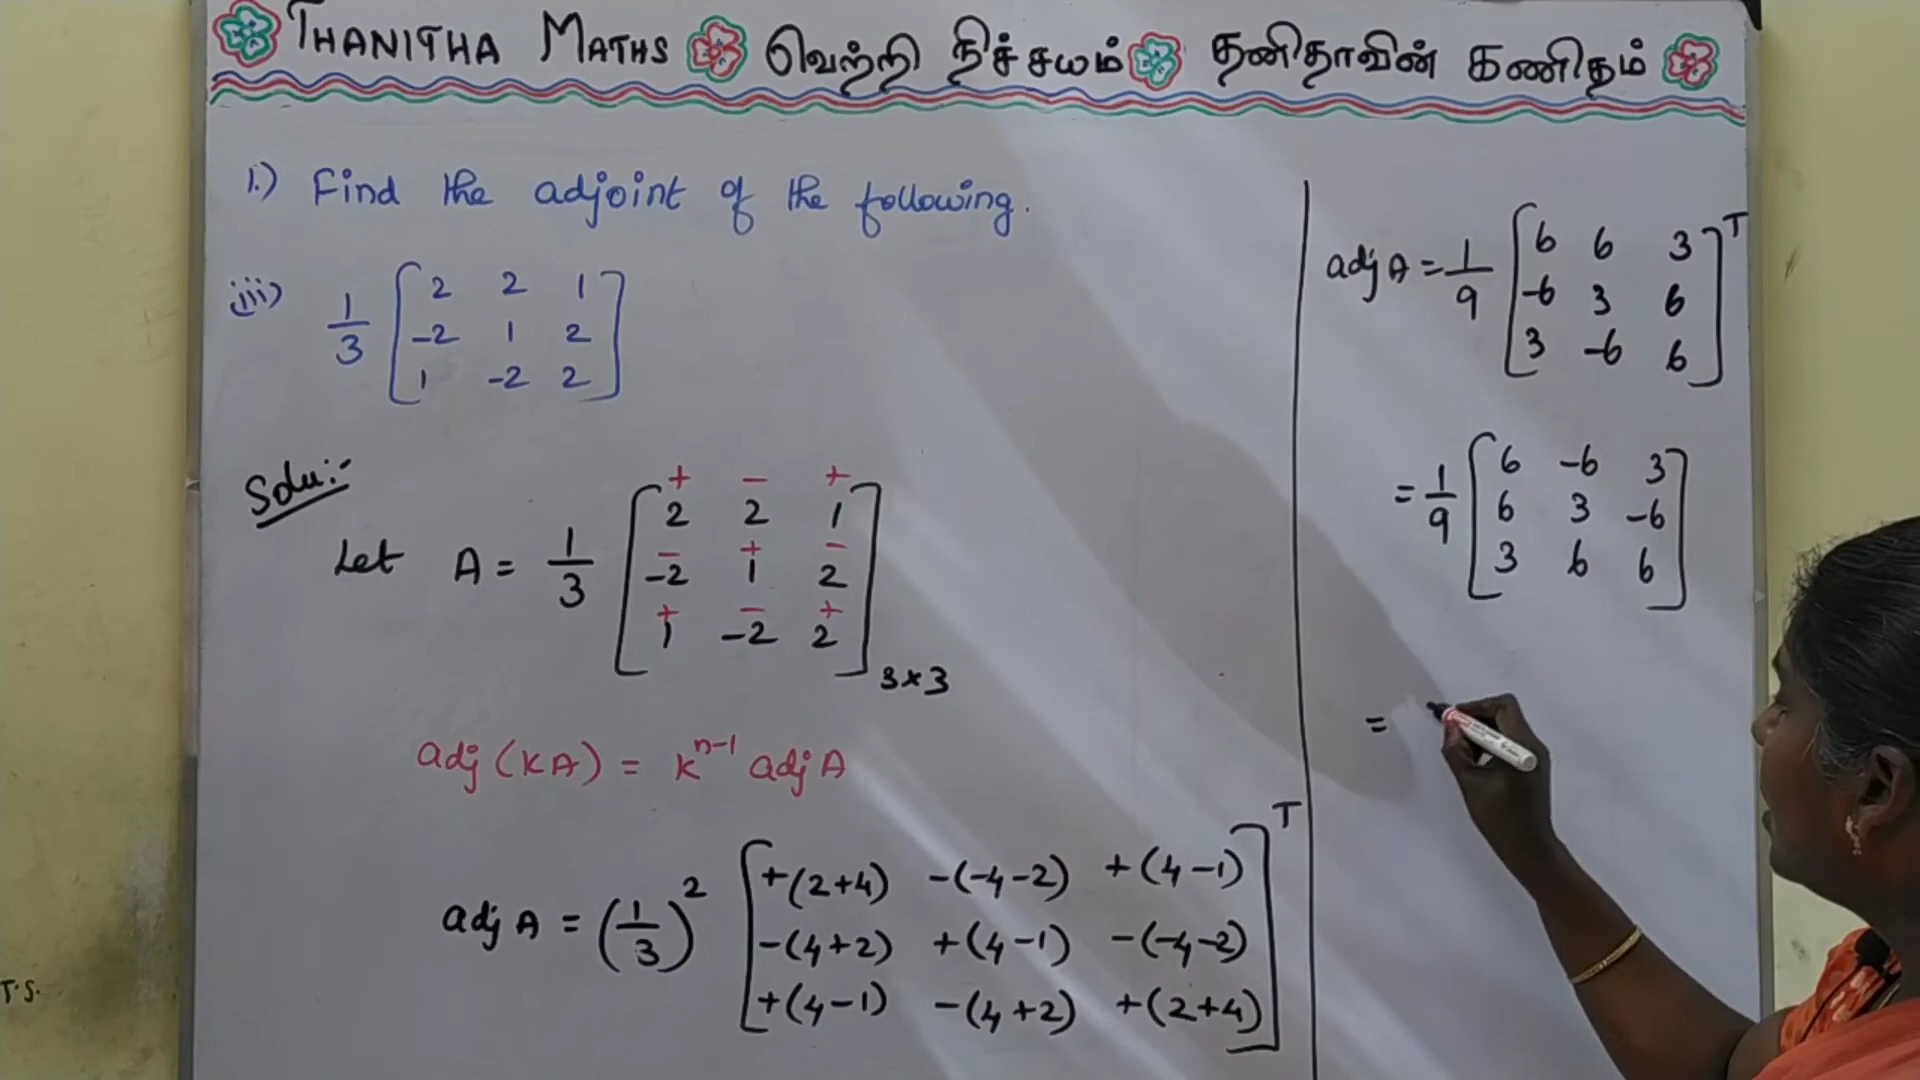 THANITHA MATHS வெற்றி நிச்சயம் தனிதாவின் கணிதம்
1.) Find the adjoint of the following.
iii) 1/3 [2 2 1
-2 1 2
1 -2 2]
Solu:-
Let A = 1/3 [+ - +
2 2 1
- + -
-2 1 2
+ - +
1 -2 2] 3×3
adj (KA) = K^n-1 adj A
adj A = (1/3)^2 [+(2+4) -(-4-2) +(4-1)
-(4+2) +(4-1) -(-4-2)
+(4-1) -(4+2) +(2+4)]^T
adj A = 1/9 [6 6 3
-6 3 6
3 -6 6]^T
= 1/9 [6 -6 3
6 3 -6
3 6 6]
=
T.S.